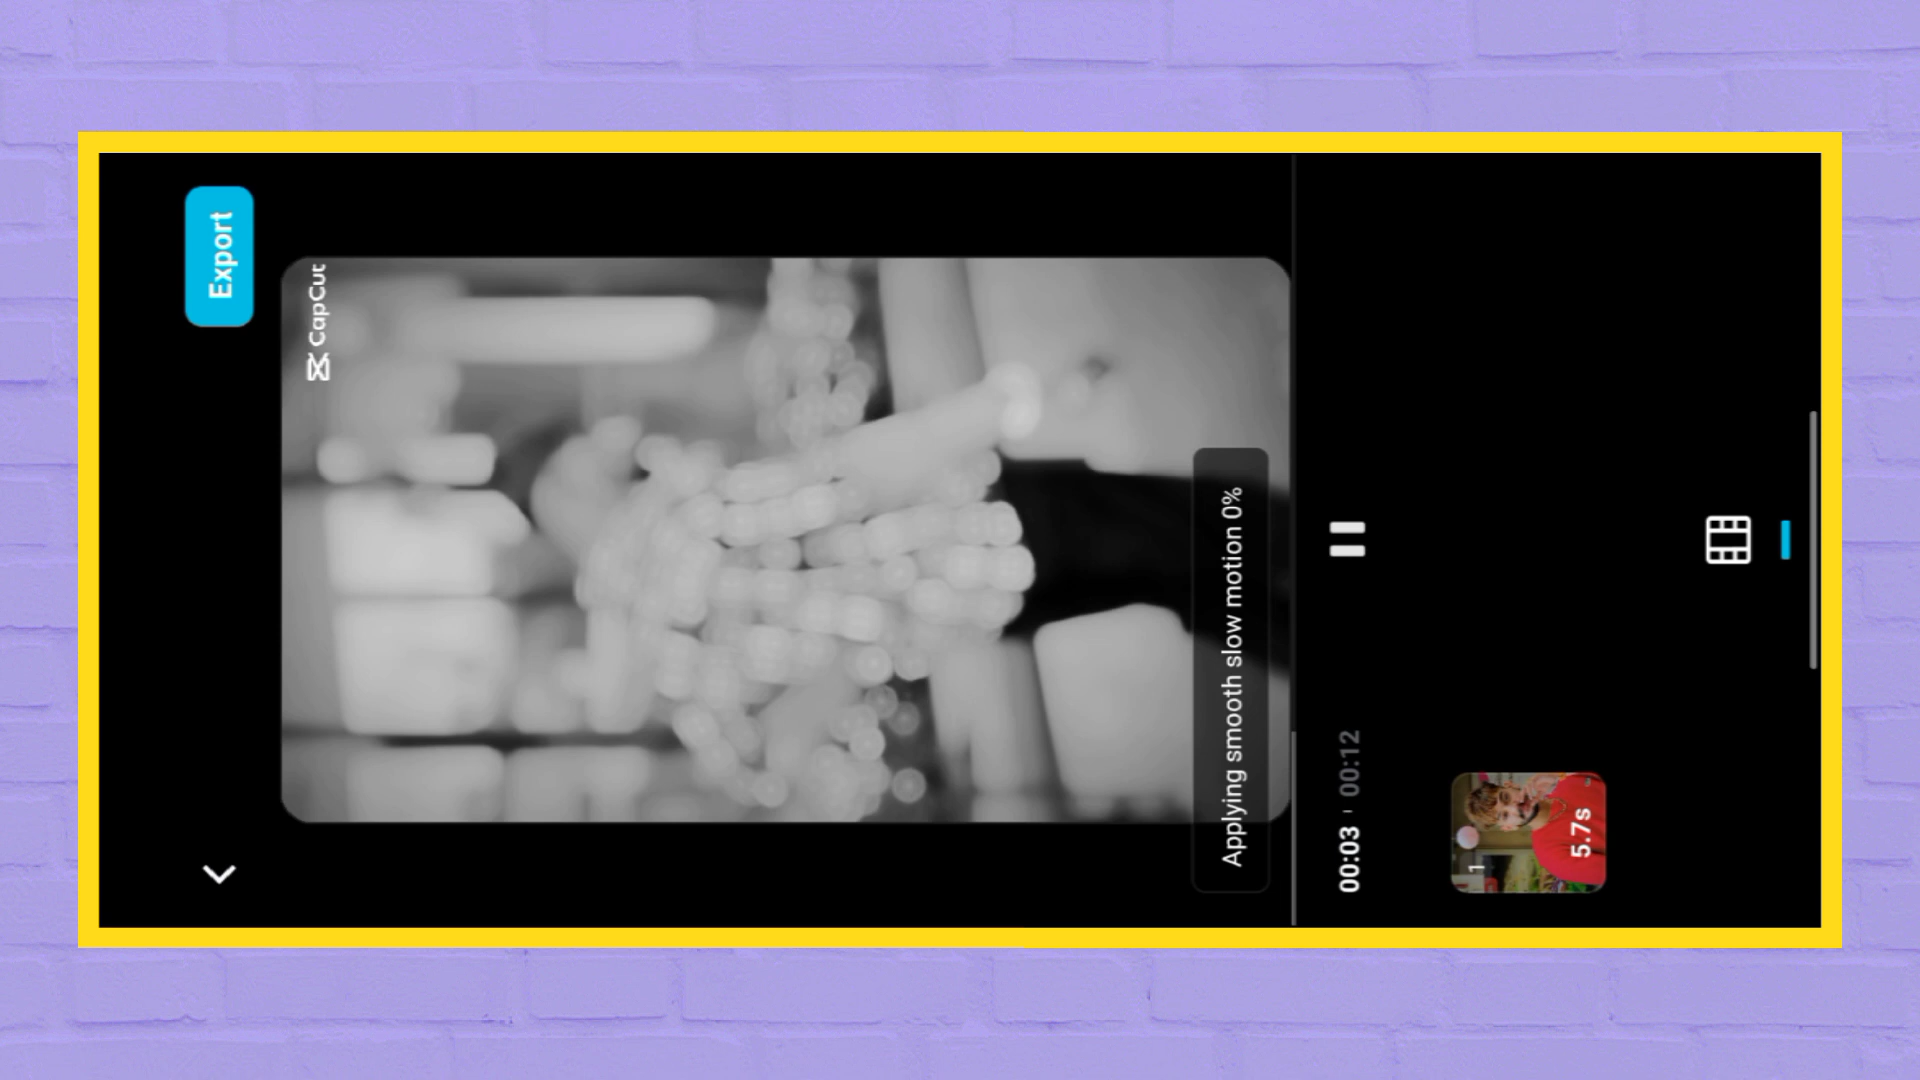 Export
CapCut
Applying smooth slow motion 0%
00:03 00:12
1
5.7s